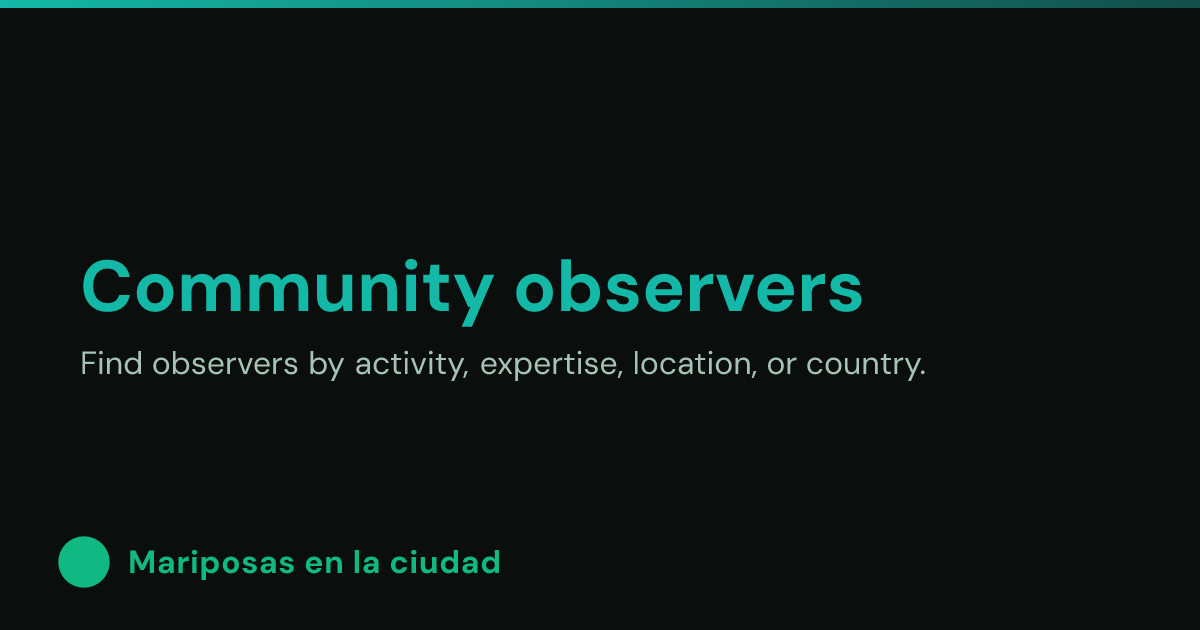 Community observers
Find observers by activity, expertise, location, or country.
Mariposas en la ciudad